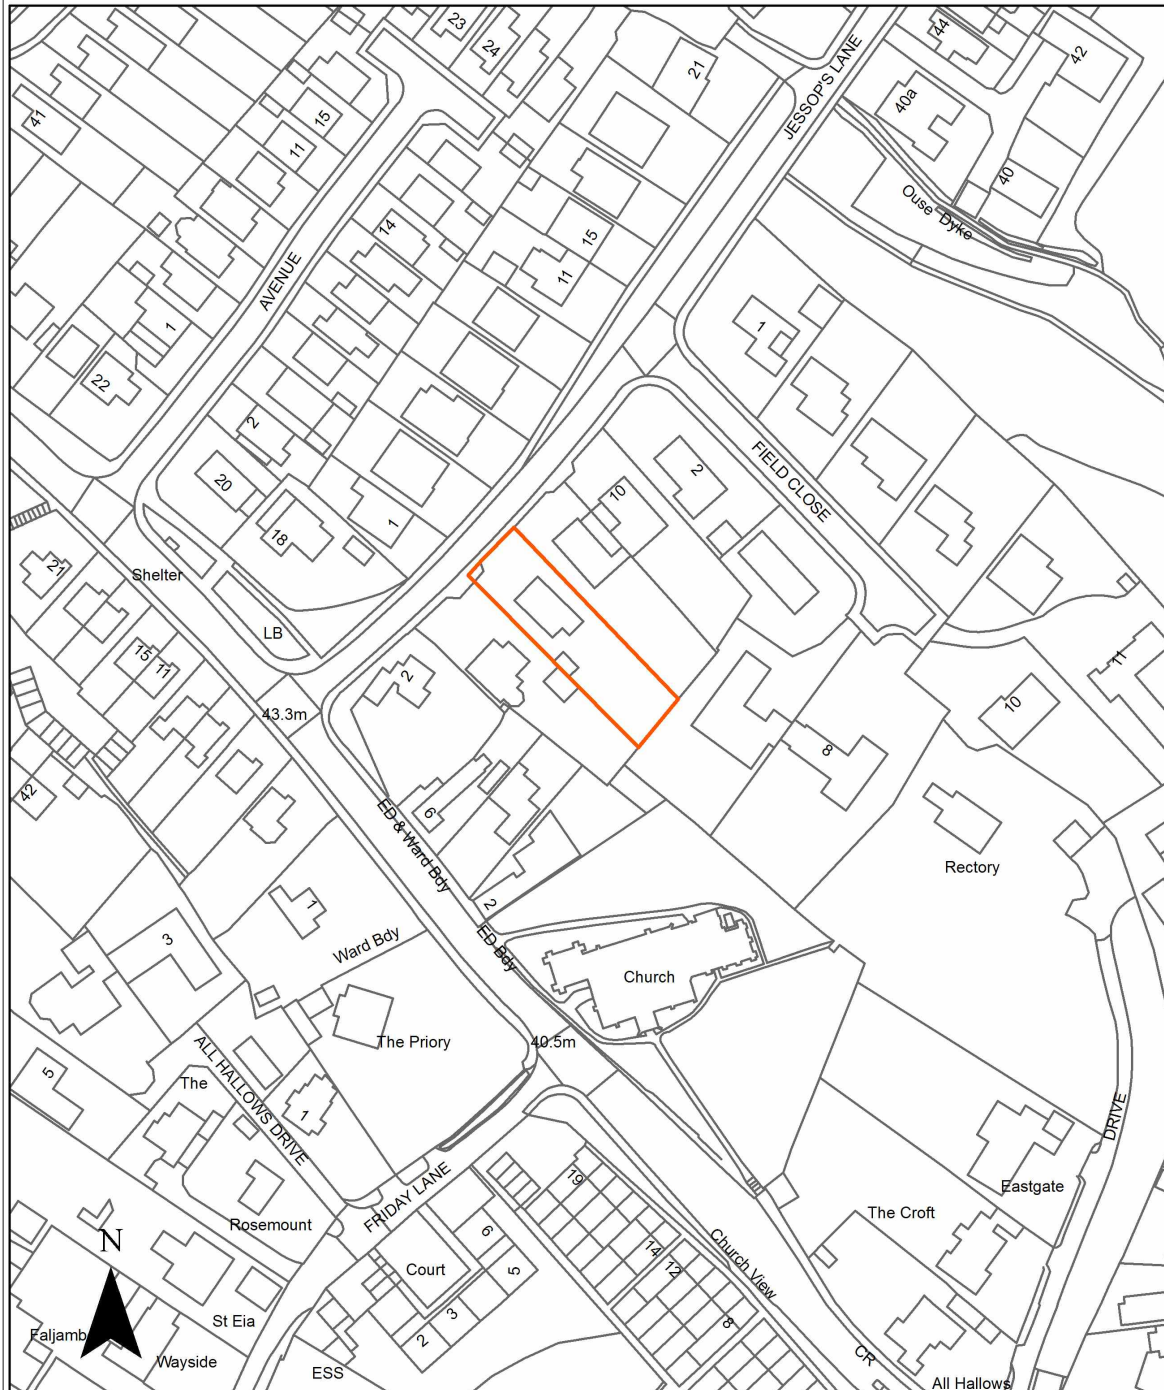 23
24
44
42
21
JESSOP'S LANE
40a
41
15
11
40
Ouse Dyke
14
15
11
AVENUE
1
1
22
2
20
18
1
2
FIELD CLOSE
10
Shelter
21
LB
15
11
2
11
10
43.3m
8
42
6
ED & Ward Bdy
Rectory
1
2
3
Ward Bdy
ED Bdy
Church
The Priory
40.5m
5
The
ALL HALLOWS DRIVE
1
DRIVE
19
FRIDAY LANE
Eastgate
Rosemount
The Croft
6
14
12
Church View
N
Court
5
St Eia
3
2
8
Faljamb
Wayside
ESS
CR
All Hallows